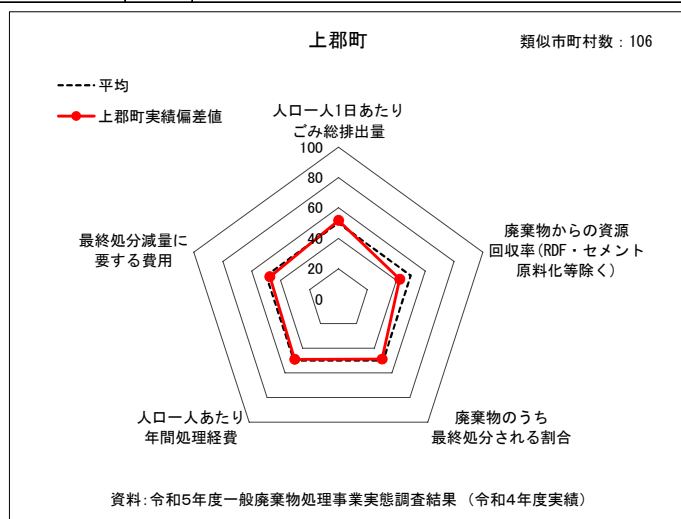 上郡町
類似市町村数：106
平均
上郡町実績偏差値
人口一人1日あたり
ごみ総排出量
100
80
60
40
20
0
廃棄物からの資源
回収率(RDF・セメント
原料化等除く)
最終処分減量に
要する費用
人口一人あたり
年間処理経費
廃棄物のうち
最終処分される割合
資料：令和5年度一般廃棄物処理事業実態調査結果 （令和4年度実績）